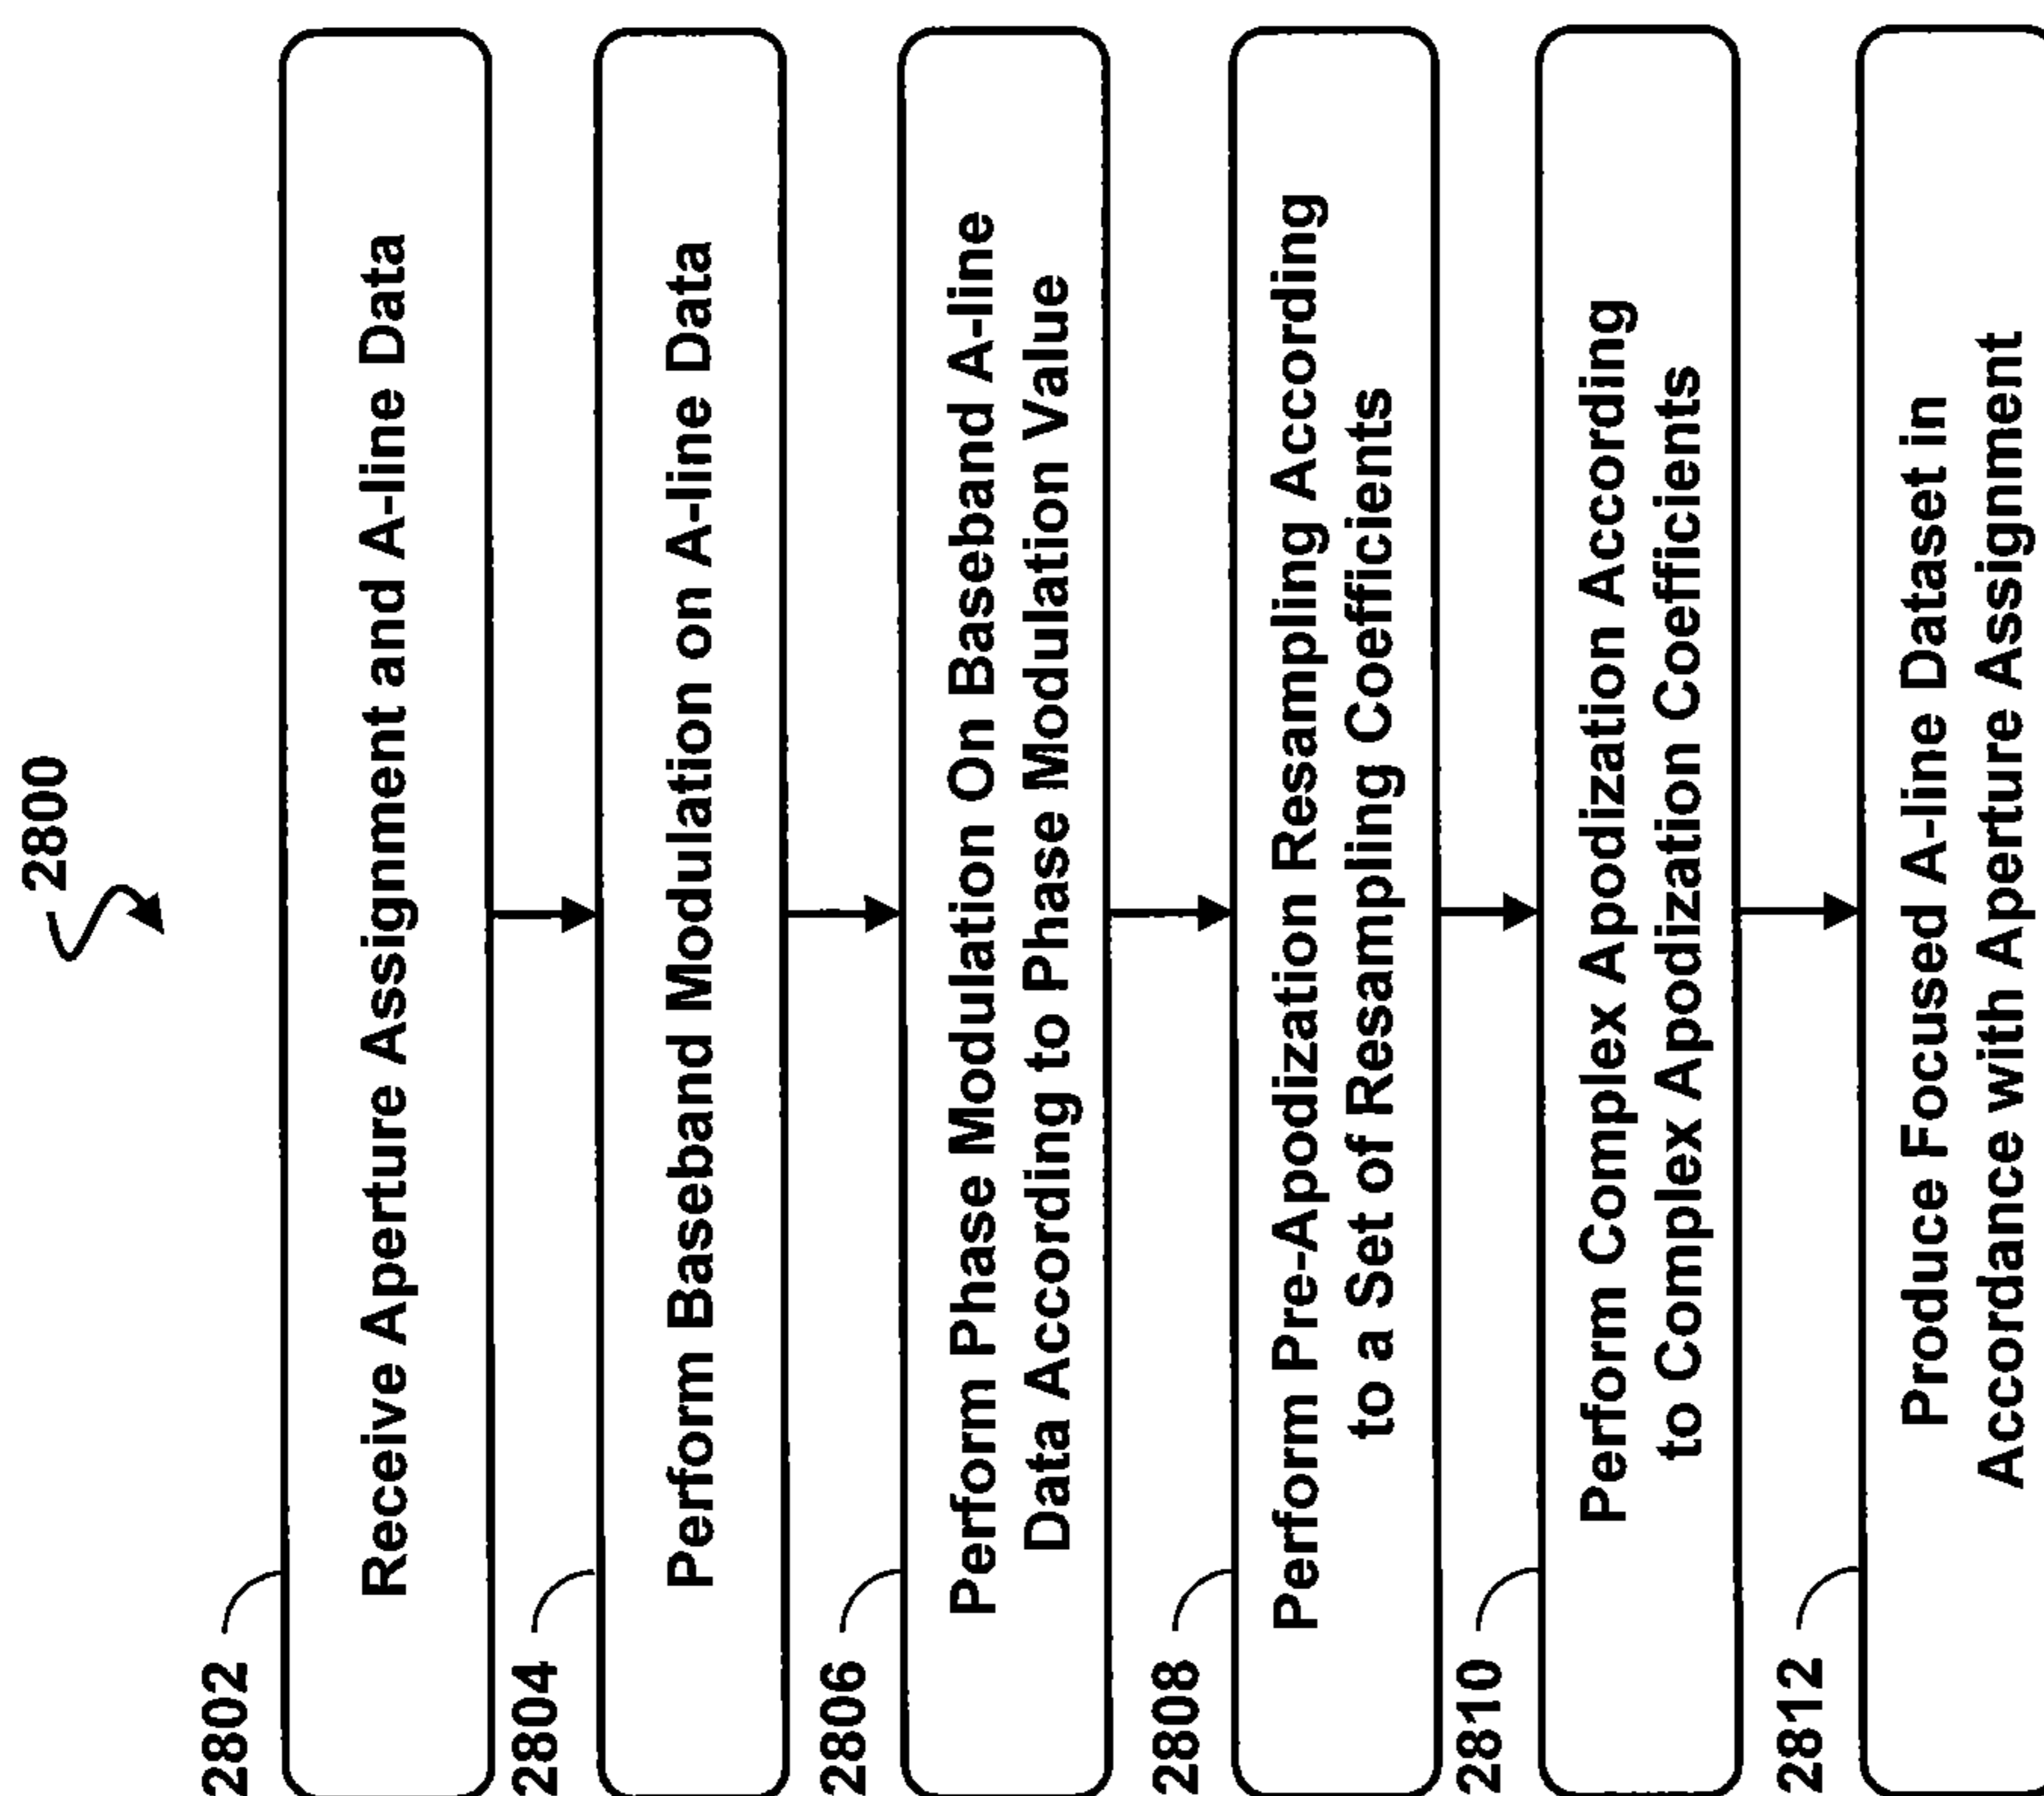 2800
2802
Receive Aperture Assignment and A-line Data
2804
Perform Baseband Modulation on A-line Data
2806
Perform Phase Modulation On Baseband A-line
Data According to Phase Modulation Value
2808
Perform Pre-Apodization Resampling According
to a Set of Resampling Coefficients
2810
Perform Complex Apodization According
to Complex Apodization Coefficients
2812
Produce Focused A-line Dataset in
Accordance with Aperture Assignment